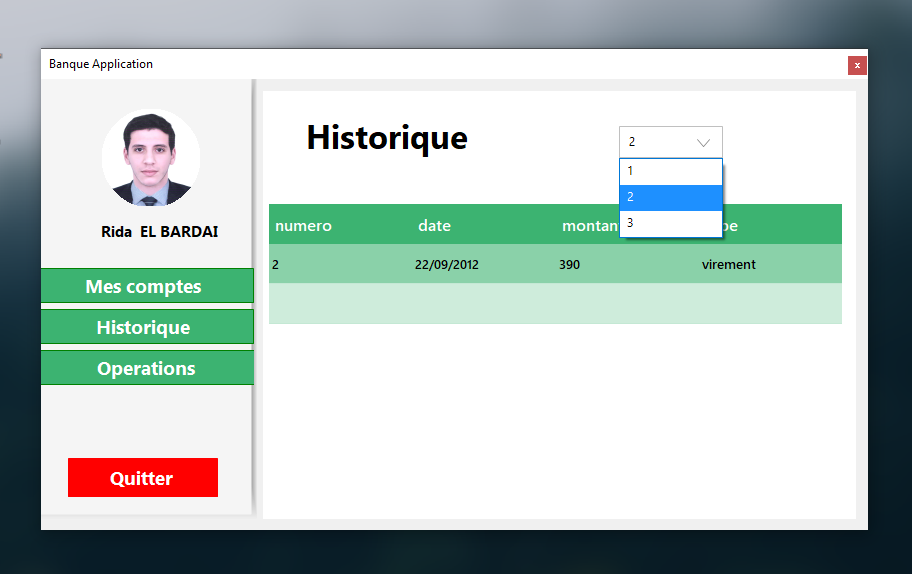 Banque Application
x
Rida EL BARDAI
Mes comptes
Historique
Operations
Quitter
Historique
2
1
2
3
numero date montan pe
2 22/09/2012 390 virement